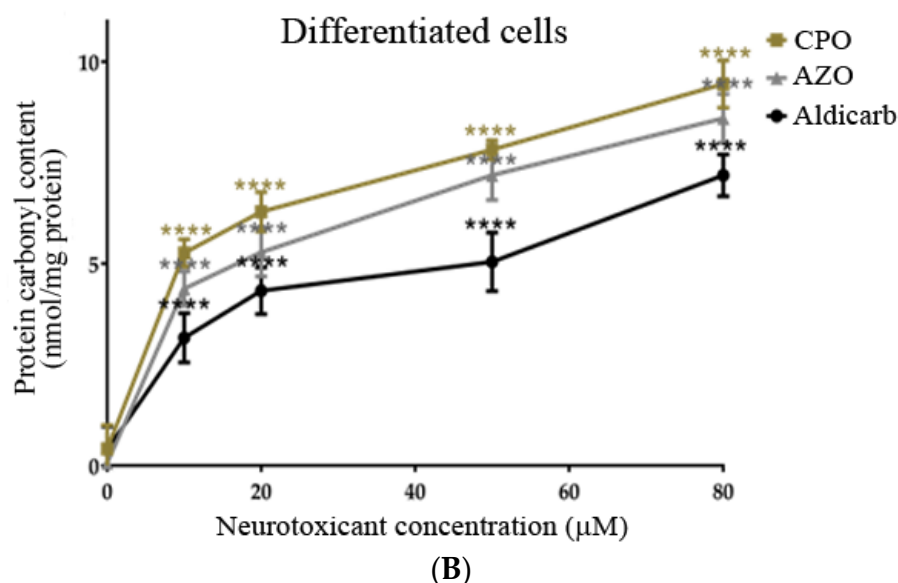 Differentiated cells
CPO
AZO
Aldicarb
Protein carbonyl content
(nmol/mg protein)
10
5
0
****
****
****
****
****
****
****
****
****
****
****
****
0 20 40 60 80
Neurotoxicant concentration (μM)
(B)